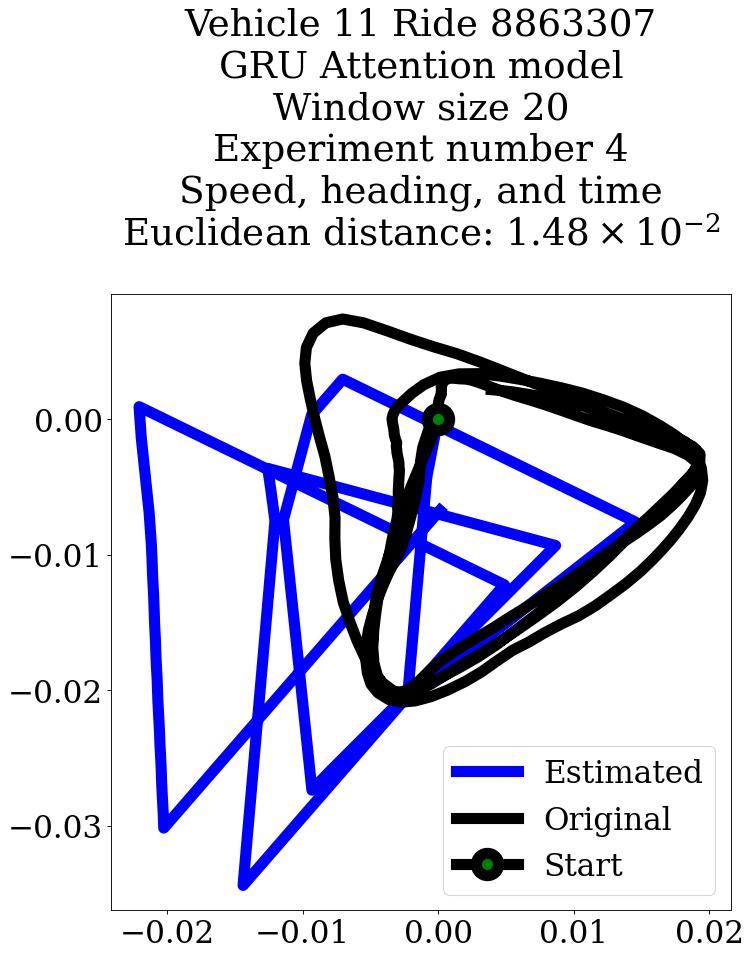 Vehicle 11 Ride 8863307
GRU Attention model
Window size 20
Experiment number 4
Speed, heading, and time
Euclidean distance: 1.48 × 10⁻²
0.00
−0.01
−0.02
−0.03
Estimated
Original
Start
−0.02 −0.01 0.00 0.01 0.02